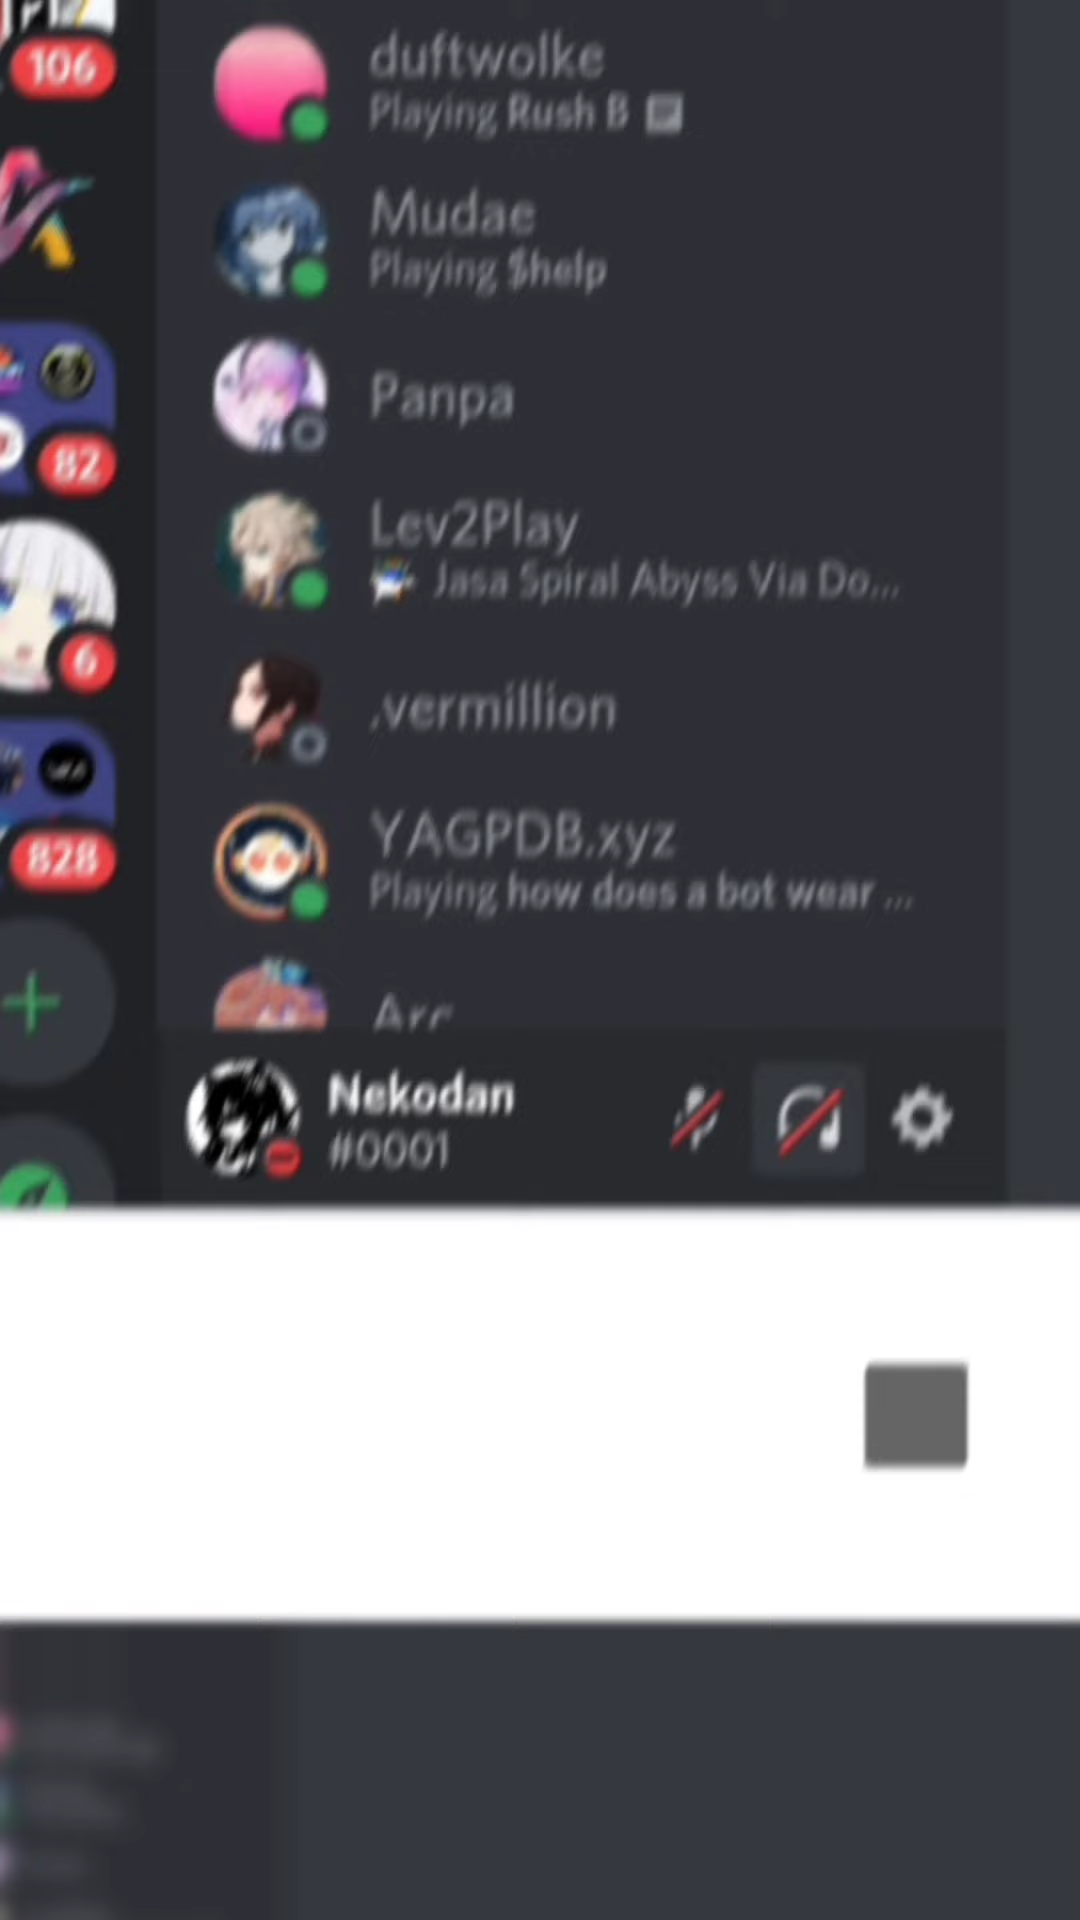 106
duftwolke
Playing Rush B
Mudae
Playing $help
Panpa
82
Lev2Play
Jasa Spiral Abyss Via Do...
6
.vermillion
YAGPDB.xyz
Playing how does a bot wear ...
828
Arc
Nekodan
#0001